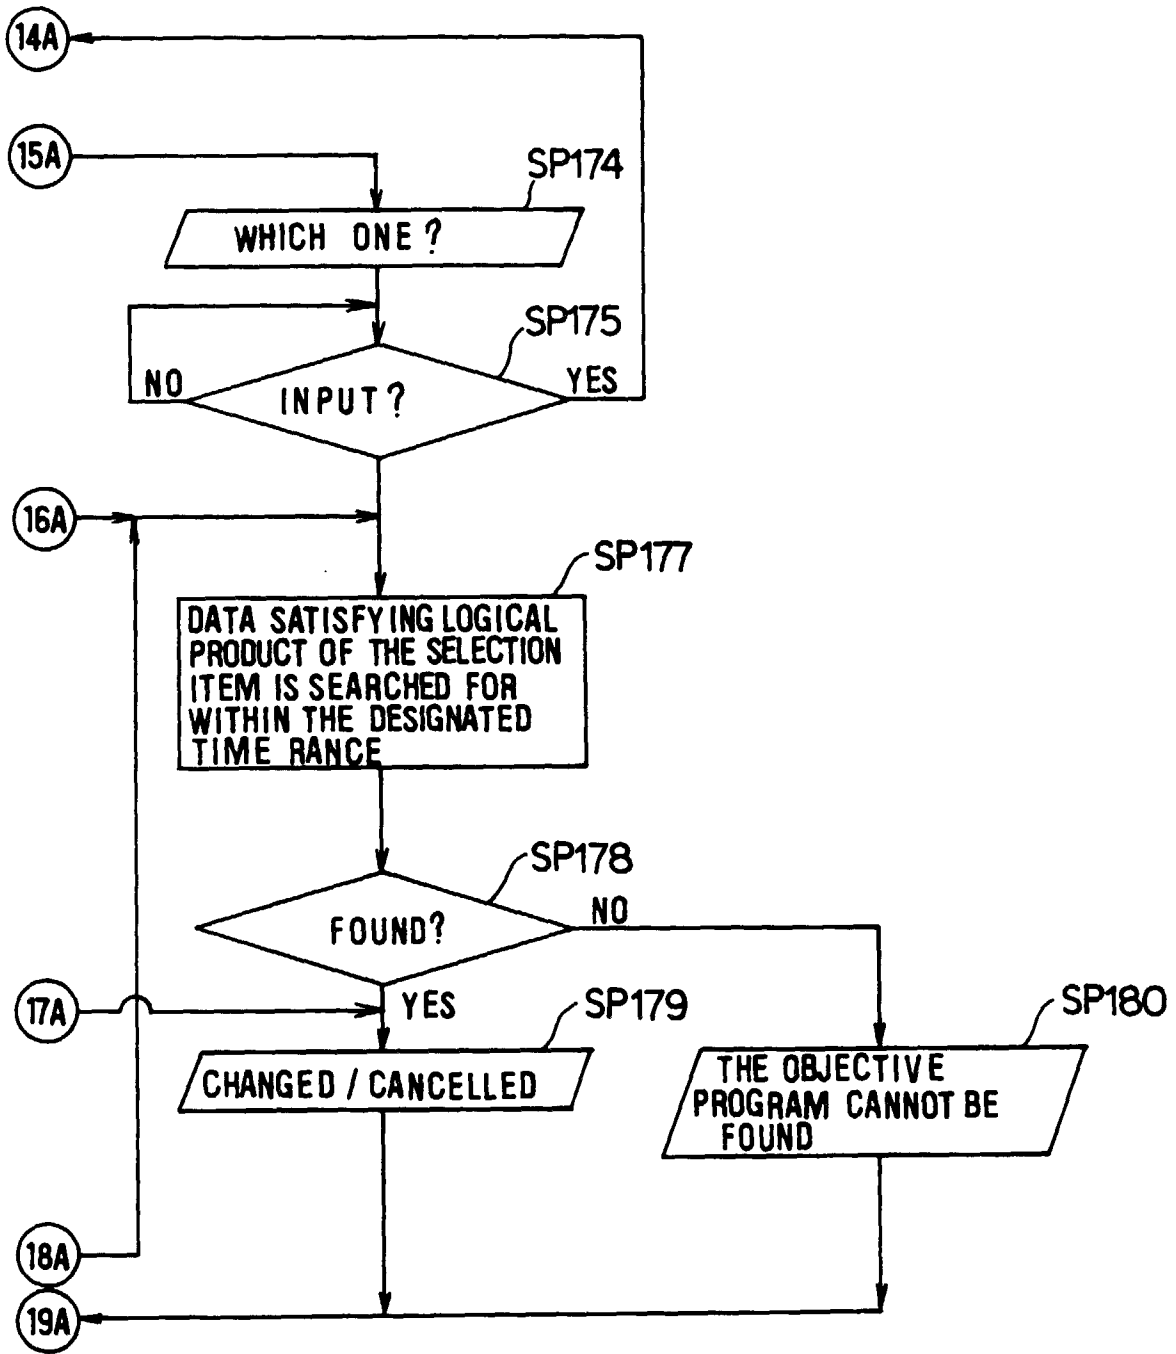 14A
15A
SP174
WHICH ONE?
SP175
NO
YES
INPUT?
16A
SP177
DATA SATISFYING LOGICAL
PRODUCT OF THE SELECTION
ITEM IS SEARCHED FOR
WITHIN THE DESIGNATED
TIME RANCE
SP178
NO
FOUND?
17A
YES
SP179
SP180
CHANGED / CANCELLED
THE OBJECTIVE
PROGRAM CANNOT BE
FOUND
18A
19A